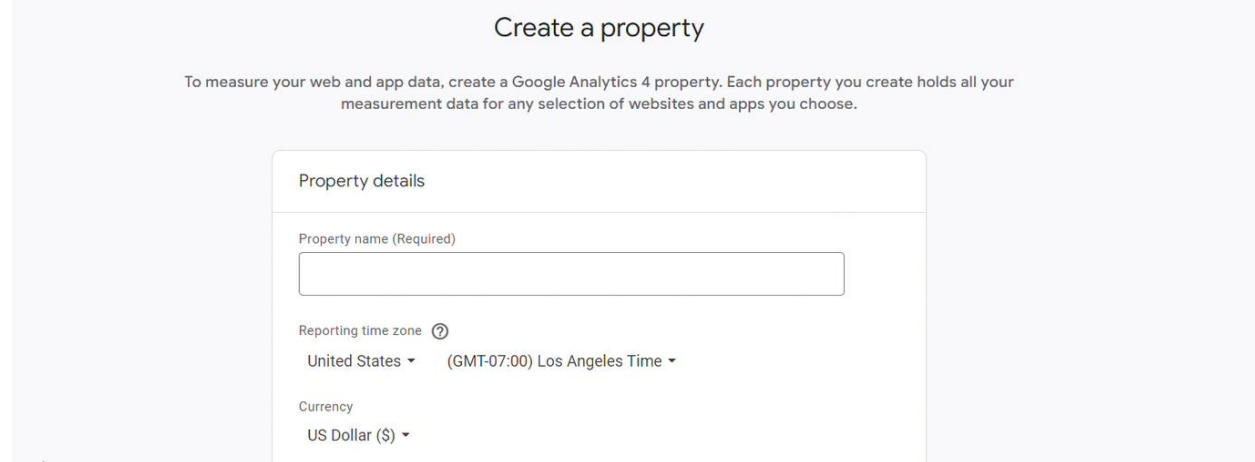 Create a property
To measure your web and app data, create a Google Analytics 4 property. Each property you create holds all your
measurement data for any selection of websites and apps you choose.
Property details
Property name (Required)
Reporting time zone
United States (GMT-07:00) Los Angeles Time
Currency
US Dollar ($)